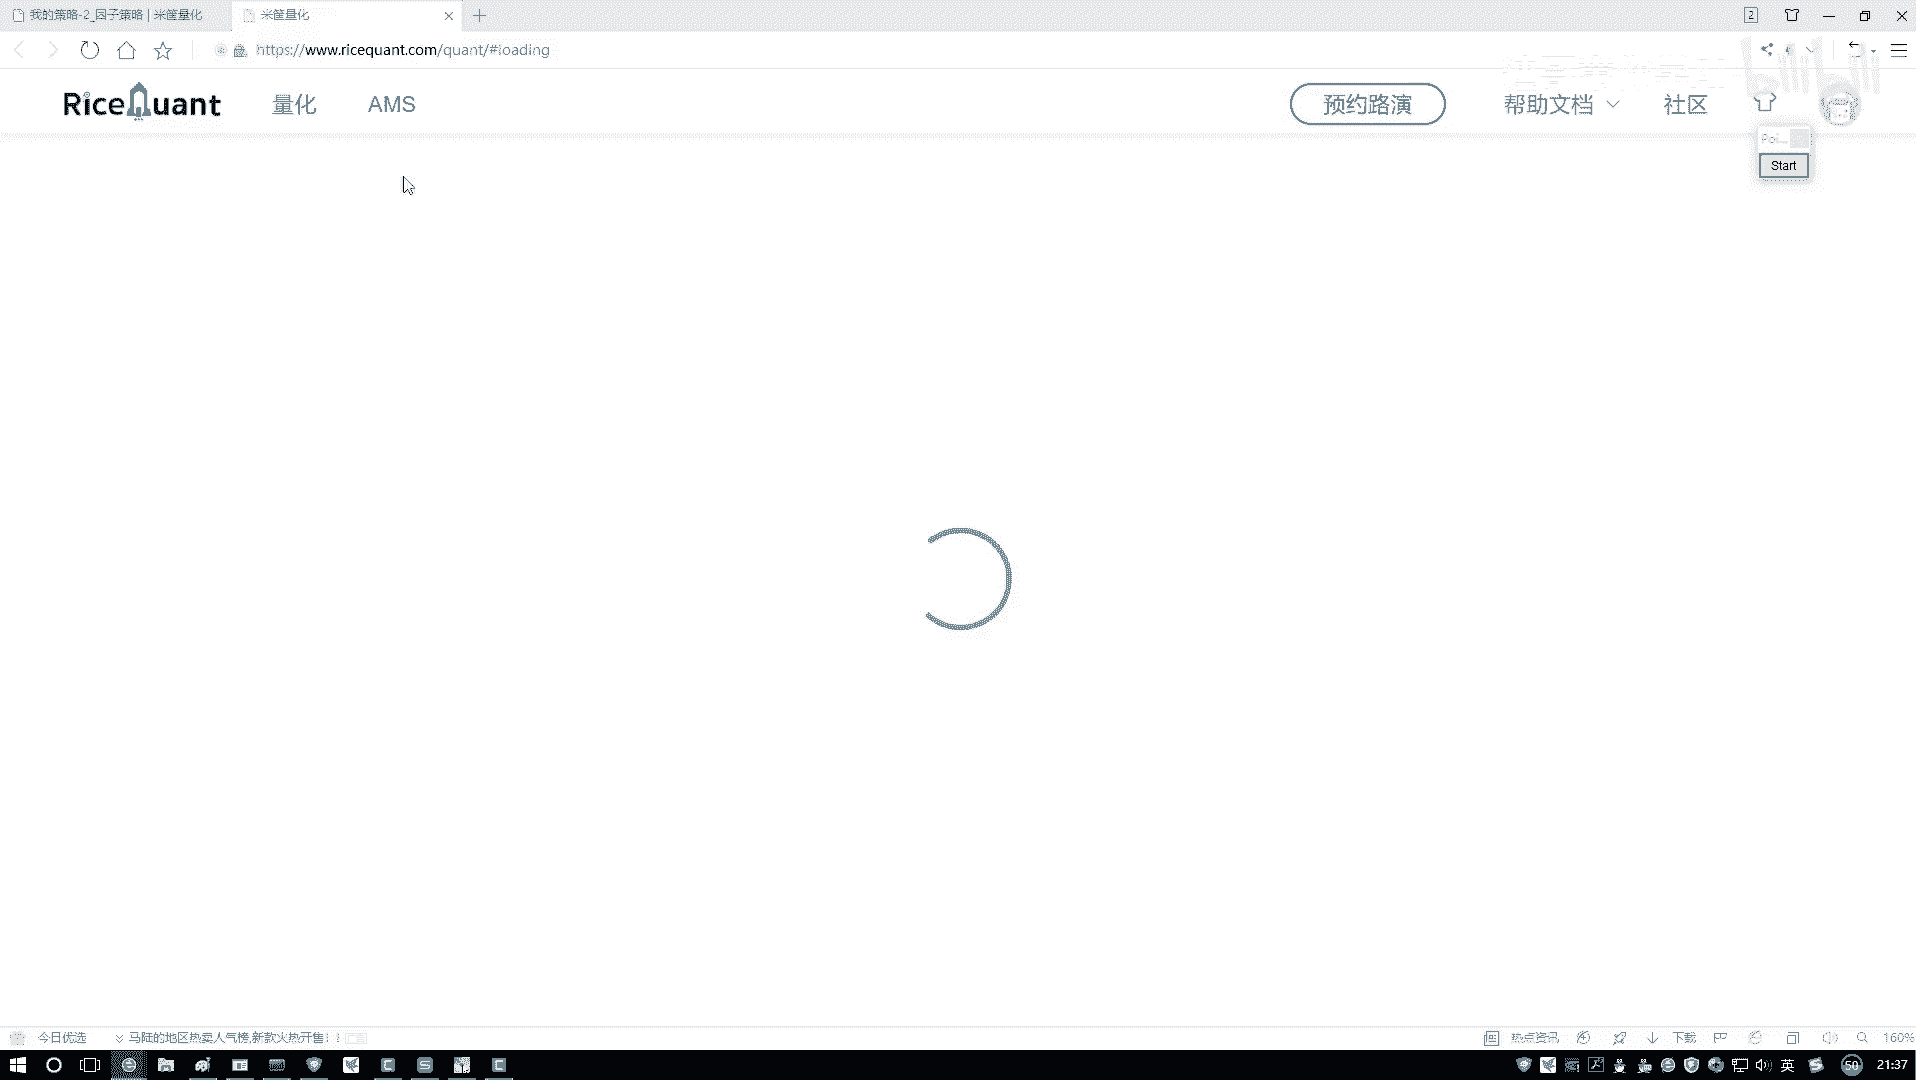 我的策略-2_因子策略 | 米筐量化
米筐量化
2
https://www.ricequant.com/quant/#loading
RiceQuant
量化
AMS
预约路演
帮助文档
社区
Poi...
Start
今日优选
马陆的地区热卖人气榜,新款火热开售!
热点资讯
下载
160%
英
50
21:37